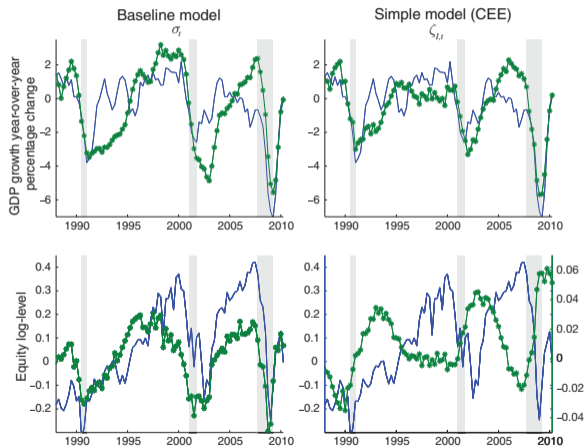 Baseline model
σt
Simple model (CEE)
ζI,t
GDP growth year-over-year
percentage change
2
0
−2
−4
−6
1990 1995 2000 2005 2010
2
0
−2
−4
−6
1990 1995 2000 2005 2010
Equity log-level
0.4
0.3
0.2
0.1
0
−0.1
−0.2
1990 1995 2000 2005 2010
0.4
0.3
0.2
0.1
0
−0.1
−0.2
0.06
0.04
0.02
0
−0.02
−0.04
1990 1995 2000 2005 2010